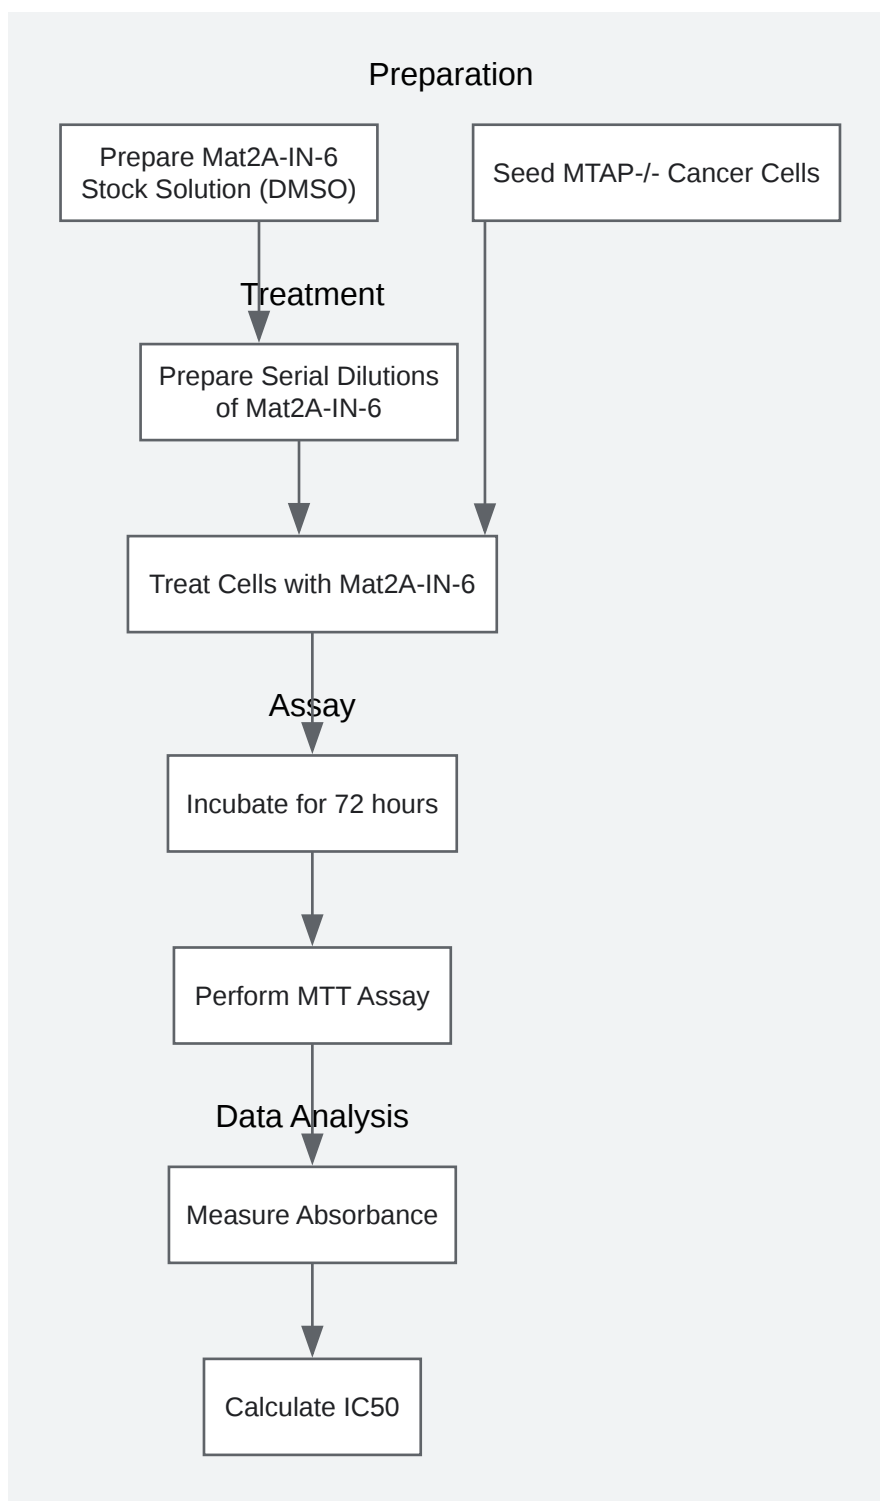 Preparation
Prepare Mat2A-IN-6
Stock Solution (DMSO)
Seed MTAP-/- Cancer Cells
Treatment
Prepare Serial Dilutions
of Mat2A-IN-6
Treat Cells with Mat2A-IN-6
Assay
Incubate for 72 hours
Perform MTT Assay
Data Analysis
Measure Absorbance
Calculate IC50